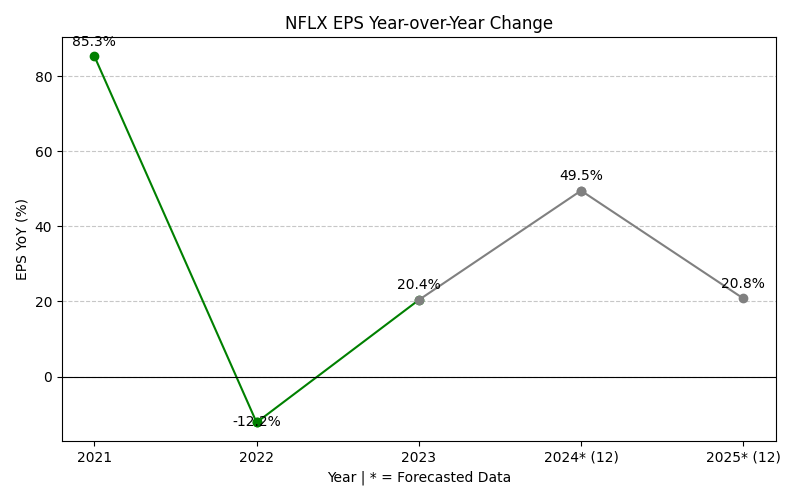 NFLX EPS Year-over-Year Change
85.3%
80
60
49.5%
EPS YoY (%)
40
20.4%
20.8%
20
0
-12.2%
2021 2022 2023 2024* (12) 2025* (12)
Year | * = Forecasted Data